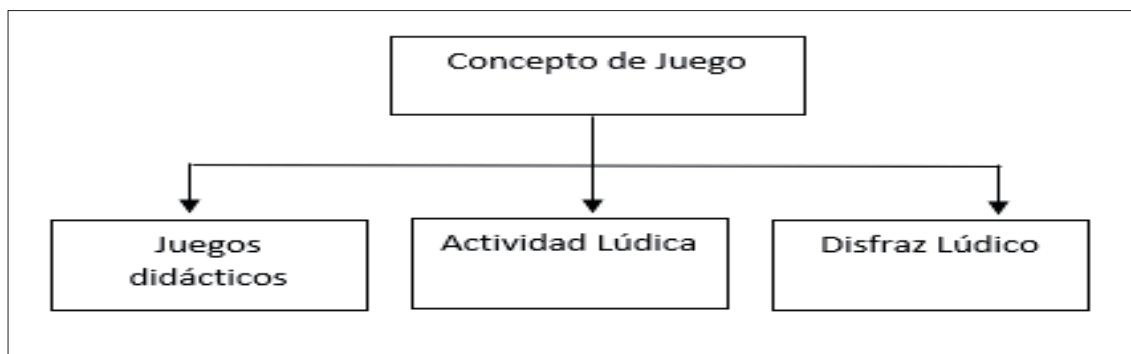 Concepto de Juego
Juegos
didácticos
Actividad Lúdica
Disfraz Lúdico